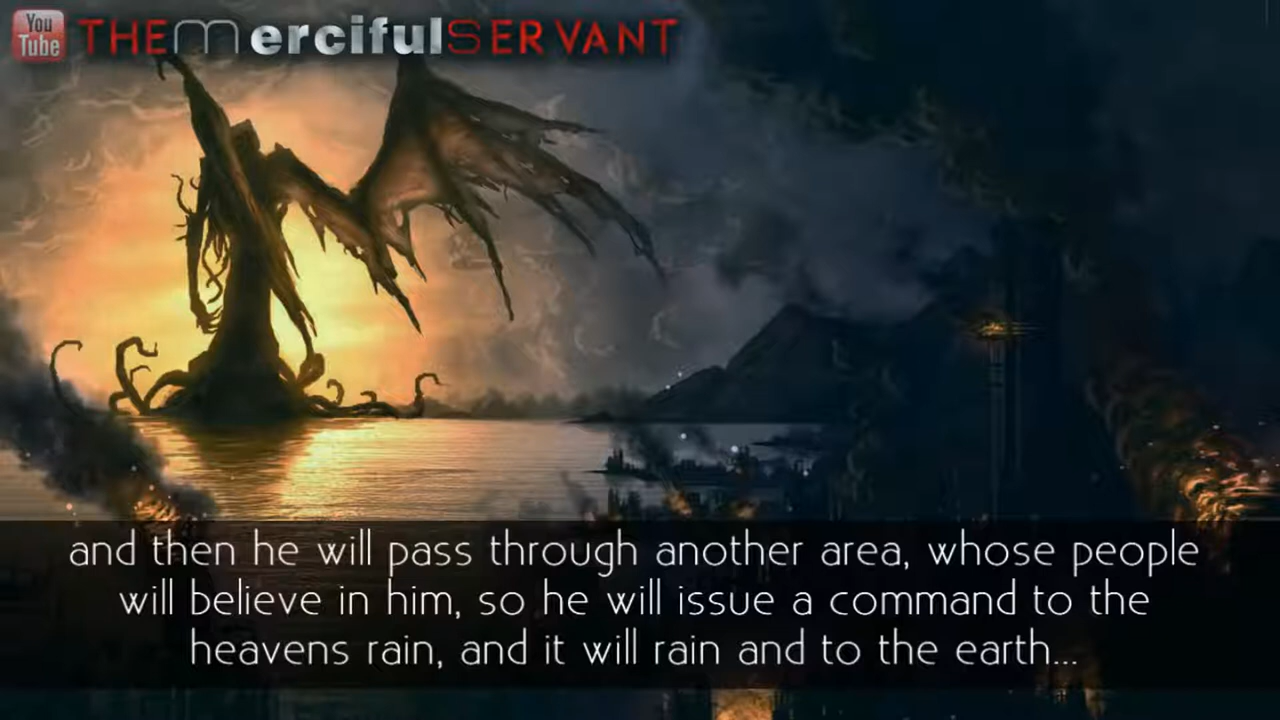 You Tube THEMercifulSERVANT
and then he will pass through another area, whose people
will believe in him, so he will issue a command to the
heavens rain, and it will rain and to the earth...